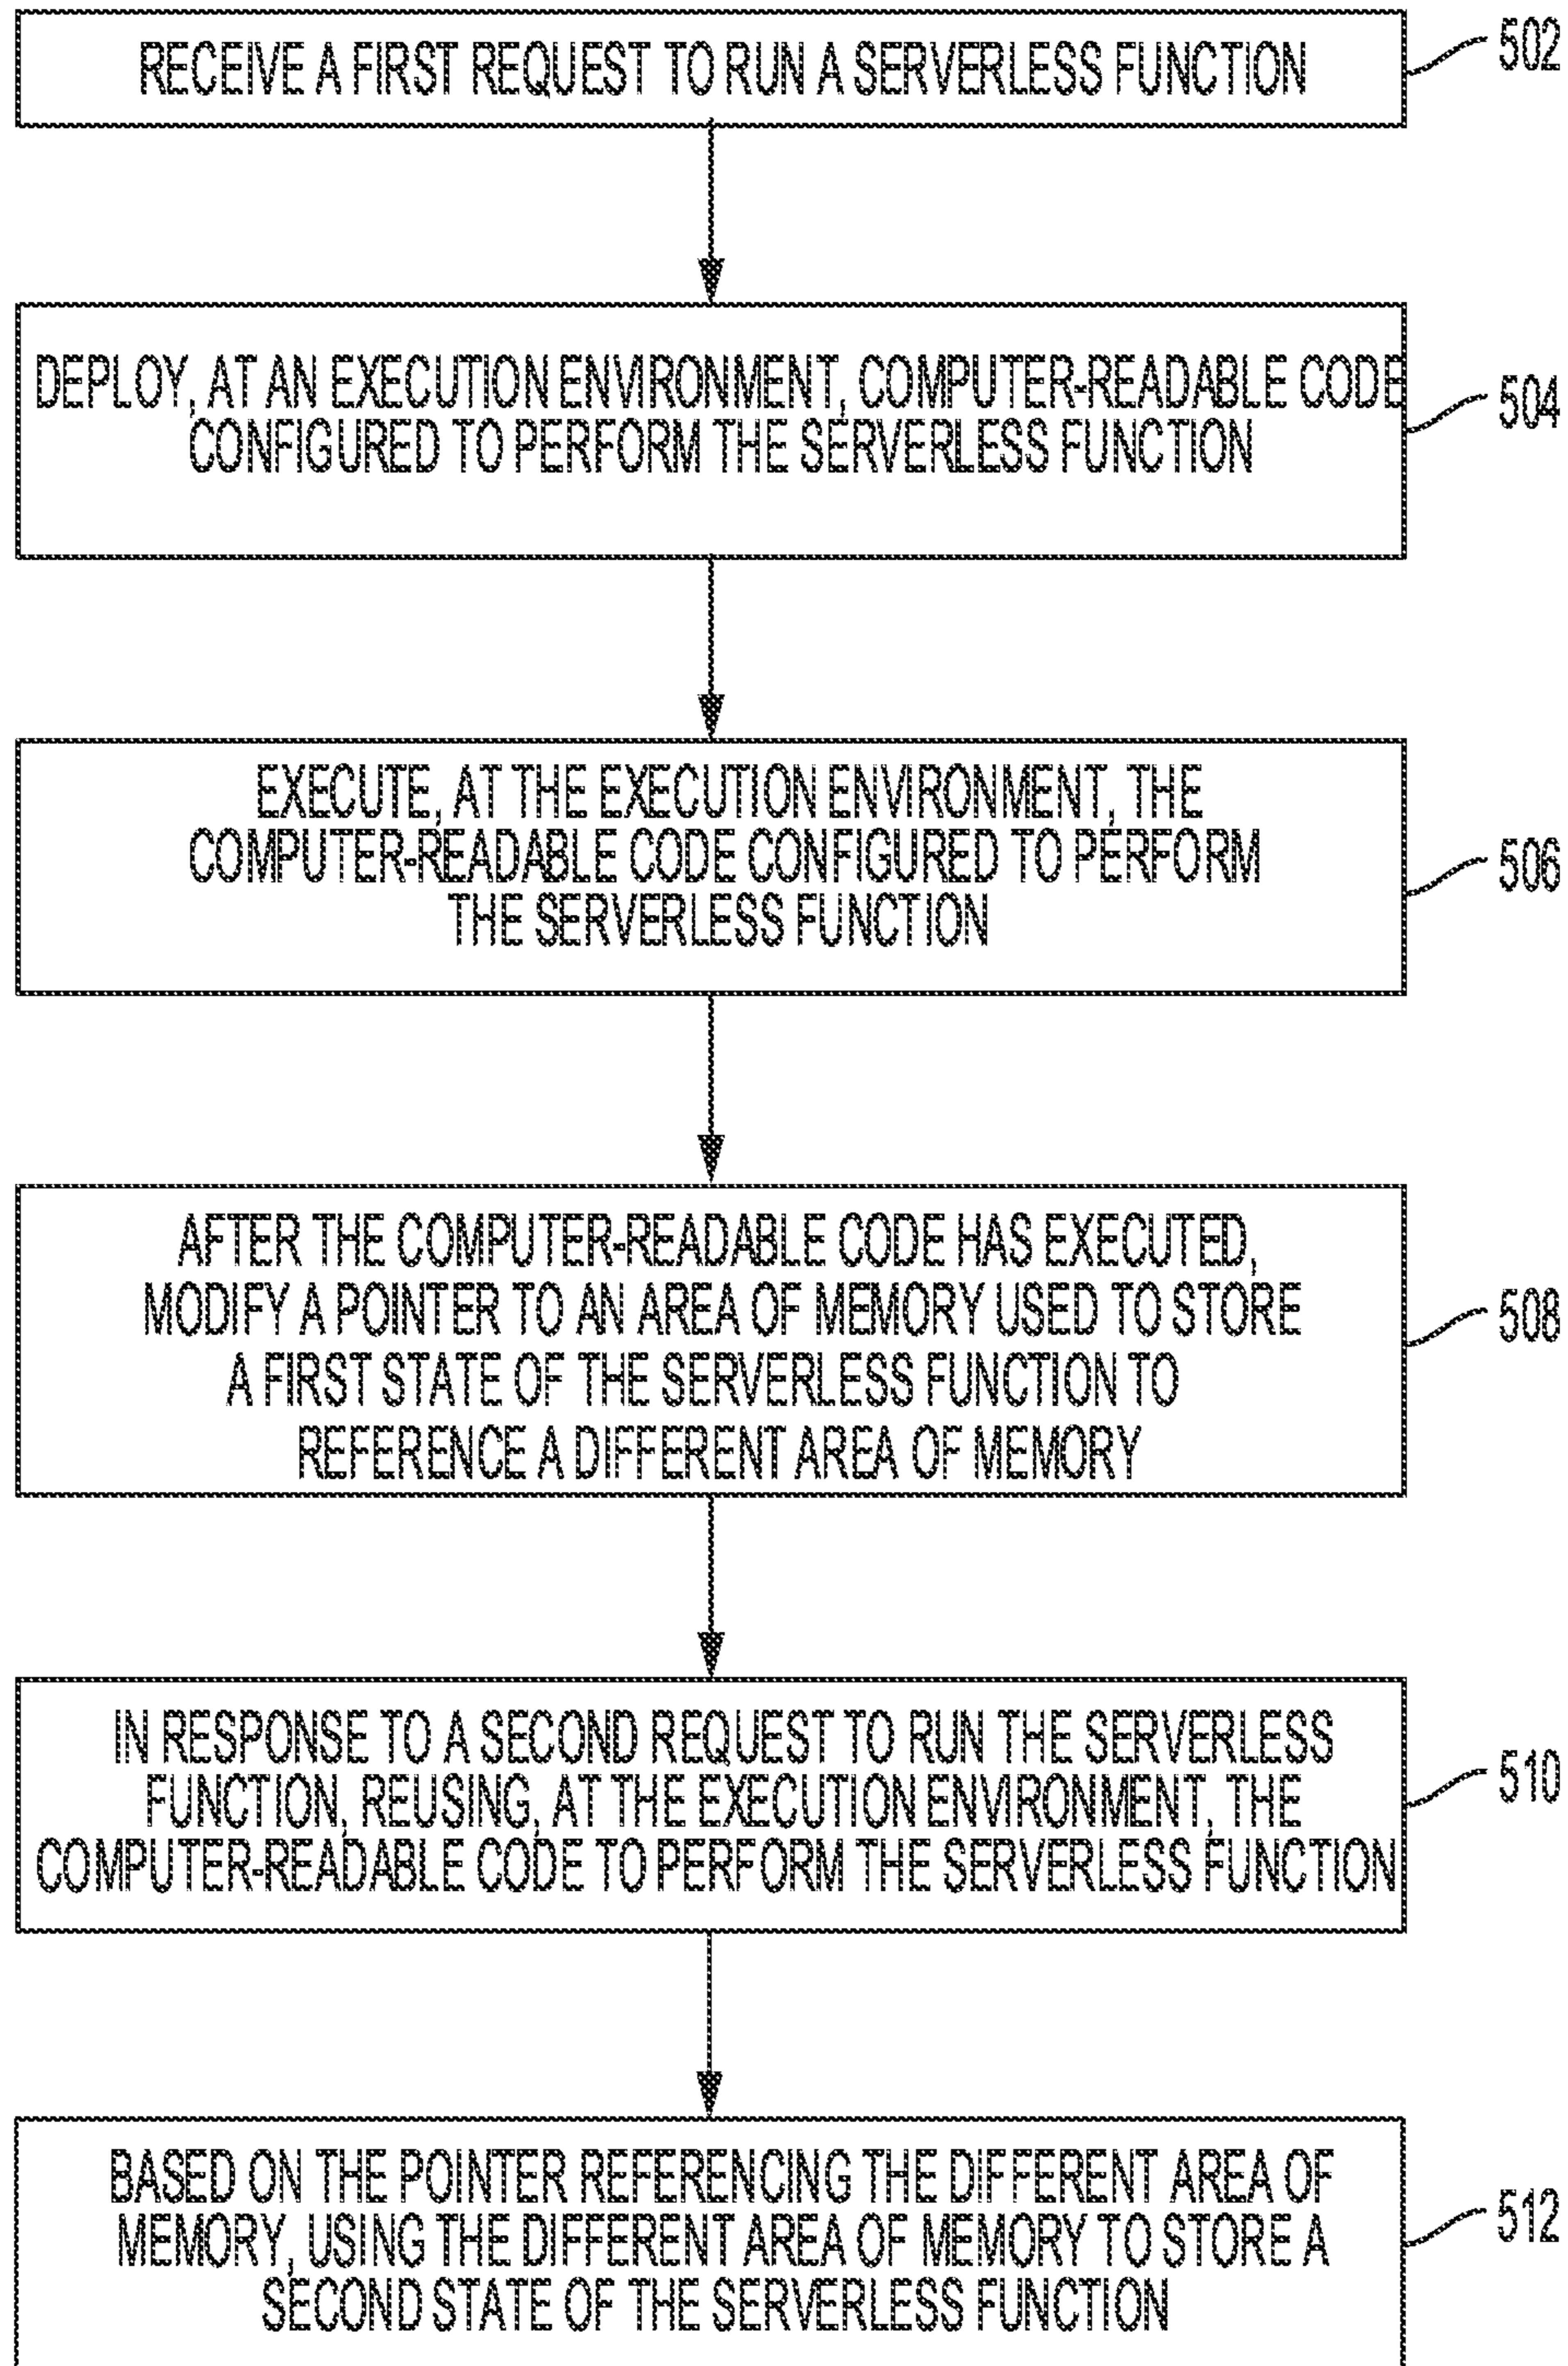 RECEIVE A FIRST REQUEST TO RUN A SERVERLESS FUNCTION
502
DEPLOY, AT AN EXECUTION ENVIRONMENT, COMPUTER-READABLE CODE
CONFIGURED TO PERFORM THE SERVERLESS FUNCTION
504
EXECUTE, AT THE EXECUTION ENVIRONMENT, THE
COMPUTER-READABLE CODE CONFIGURED TO PERFORM
THE SERVERLESS FUNCTION
506
AFTER THE COMPUTER-READABLE CODE HAS EXECUTED,
MODIFY A POINTER TO AN AREA OF MEMORY USED TO STORE
A FIRST STATE OF THE SERVERLESS FUNCTION TO
REFERENCE A DIFFERENT AREA OF MEMORY
508
IN RESPONSE TO A SECOND REQUEST TO RUN THE SERVERLESS
FUNCTION, REUSING, AT THE EXECUTION ENVIRONMENT, THE
COMPUTER-READABLE CODE TO PERFORM THE SERVERLESS FUNCTION
510
BASED ON THE POINTER REFERENCING THE DIFFERENT AREA OF
MEMORY, USING THE DIFFERENT AREA OF MEMORY TO STORE A
SECOND STATE OF THE SERVERLESS FUNCTION
512